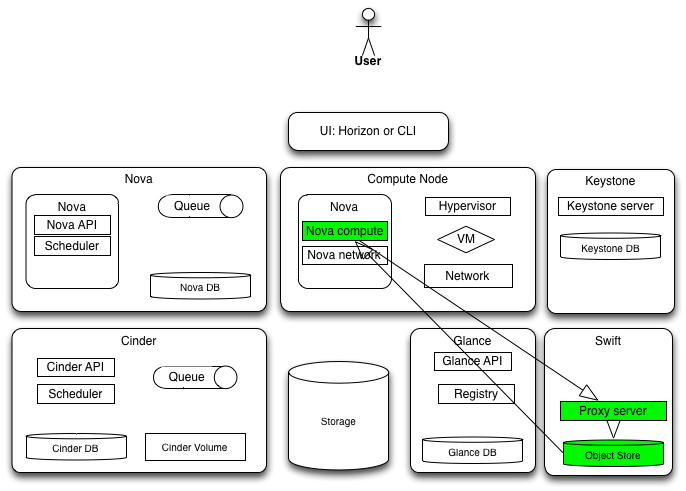 User
UI: Horizon or CLI
Nova
Nova
Nova API
Scheduler
Queue
Nova DB
Compute Node
Nova
Nova compute
Nova network
Hypervisor
VM
Network
Keystone
Keystone server
Keystone DB
Cinder
Cinder API
Scheduler
Queue
Cinder DB
Cinder Volume
Storage
Glance
Glance API
Registry
Glance DB
Swift
Proxy server
Object Store